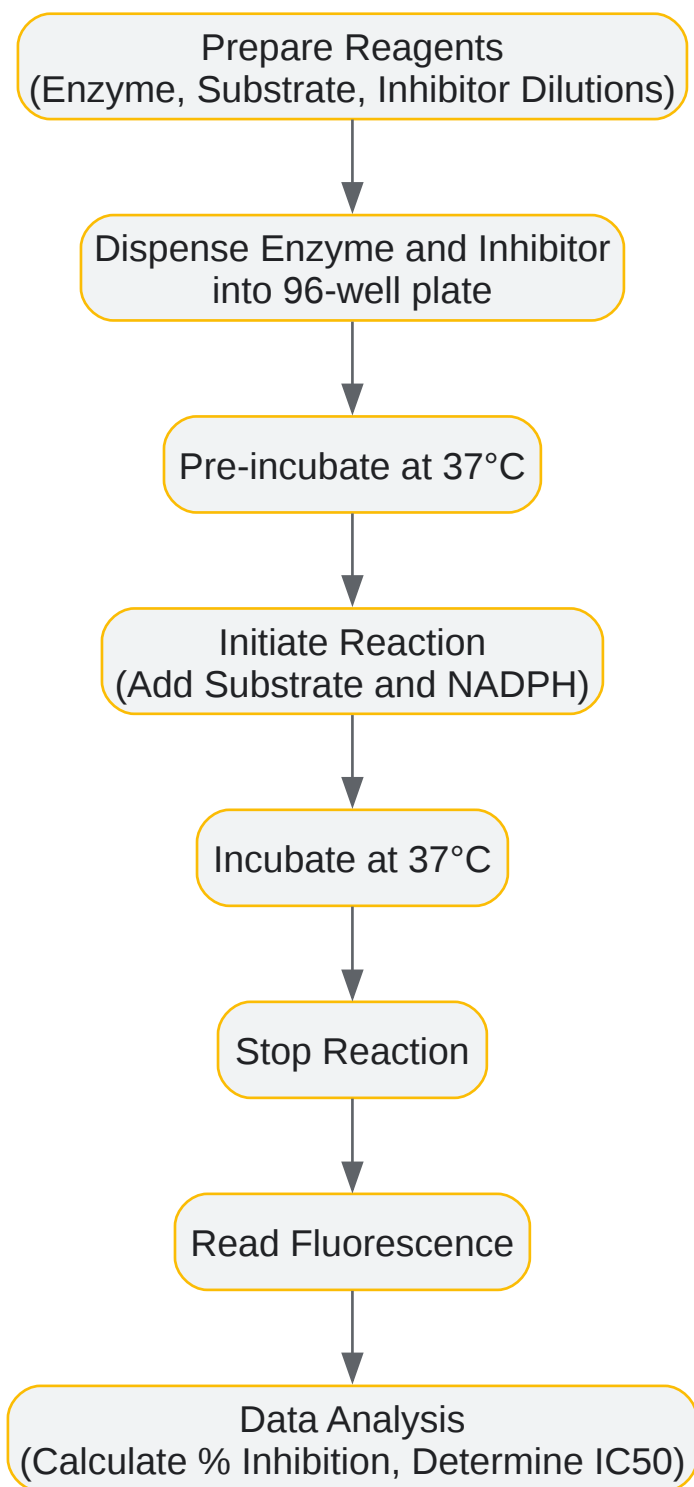 Prepare Reagents
(Enzyme, Substrate, Inhibitor Dilutions)
Dispense Enzyme and Inhibitor
into 96-well plate
Pre-incubate at 37°C
Initiate Reaction
(Add Substrate and NADPH)
Incubate at 37°C
Stop Reaction
Read Fluorescence
Data Analysis
(Calculate % Inhibition, Determine IC50)